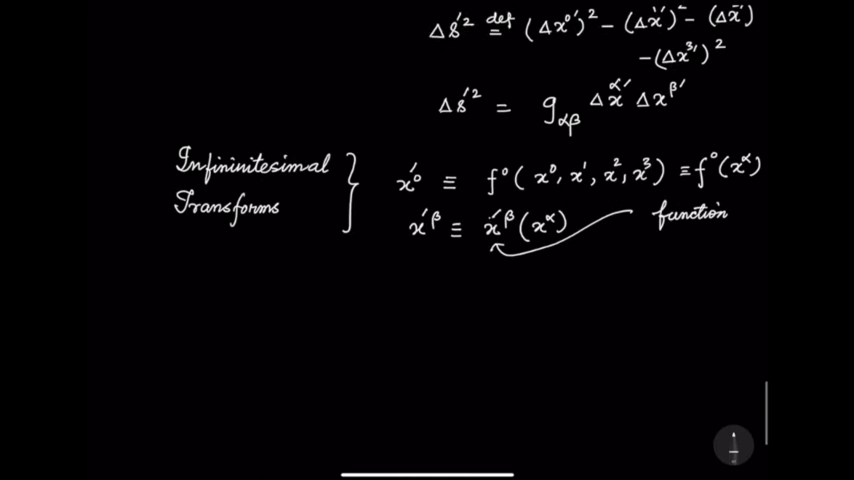 Δs'² ≝ (Δx⁰')² − (Δx¹')² − (Δx²')
− (Δx³')²
Δs'² = g_αβ Δx^α' Δx^β'
Infininitesimal } x'⁰ ≡ f⁰(x⁰, x¹, x², x³) ≡ f⁰(x^α)
Transforms x'^β ≡ x'^β(x^α) function